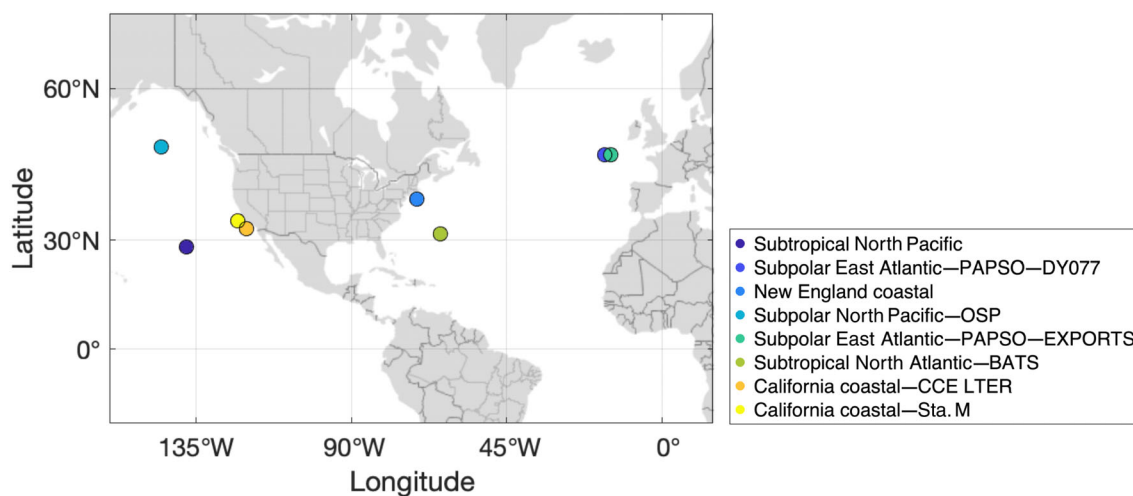 60°N
30°N
0°
Latitude
135°W
90°W
45°W
0°
Longitude
Subtropical North Pacific
Subpolar East Atlantic—PAPSO—DY077
New England coastal
Subpolar North Pacific—OSP
Subpolar East Atlantic—PAPSO—EXPORTS
Subtropical North Atlantic—BATS
California coastal—CCE LTER
California coastal—Sta. M